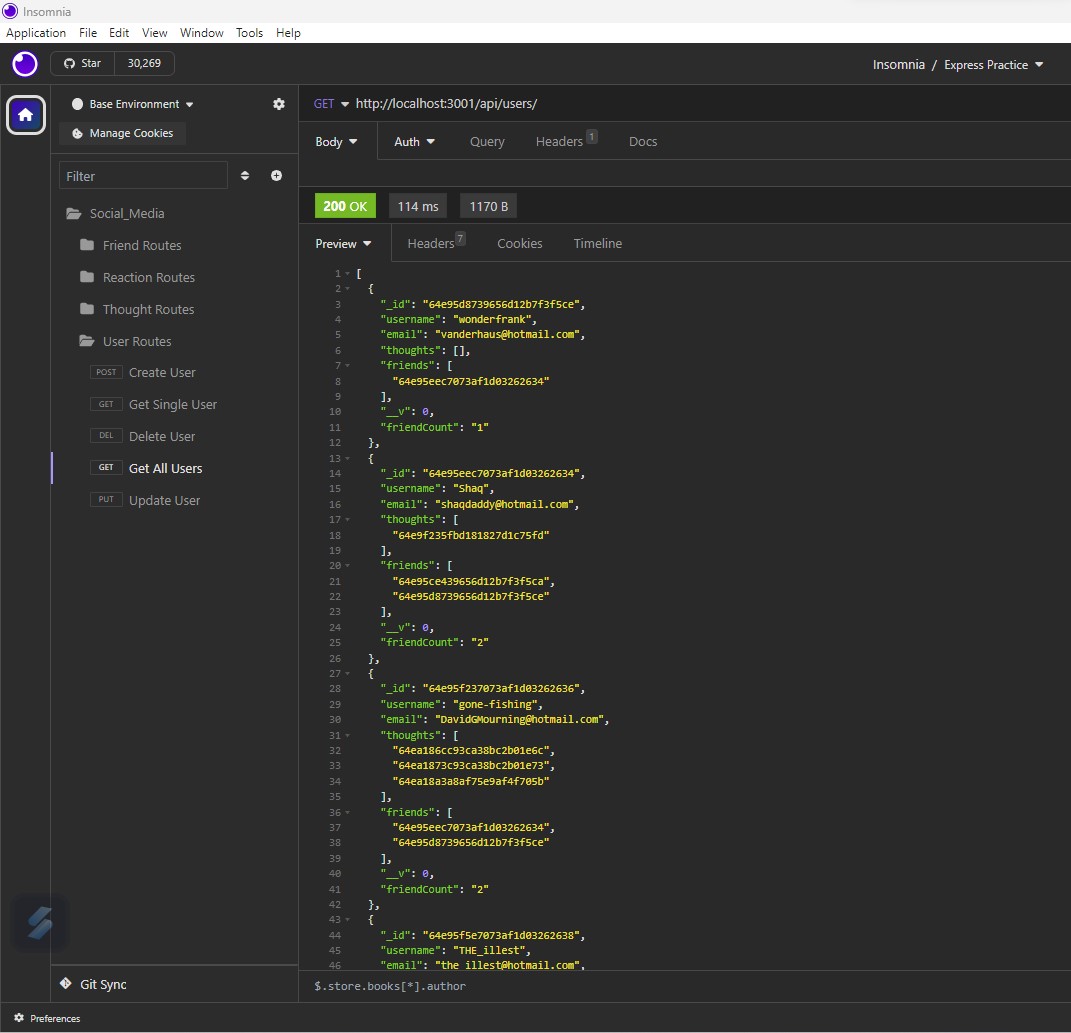 Insomnia
Application File Edit View Window Tools Help
Star 30,269
Insomnia / Express Practice
Base Environment
Manage Cookies
Filter
Social_Media
Friend Routes
Reaction Routes
Thought Routes
User Routes
POST Create User
GET Get Single User
DEL Delete User
GET Get All Users
PUT Update User
Git Sync
Preferences
GET http://localhost:3001/api/users/
Body Auth Query Headers 1 Docs
200 OK 114 ms 1170 B
Preview Headers 7 Cookies Timeline
1 [
2 {
3 "_id": "64e95d8739656d12b7f3f5ce",
4 "username": "wonderfrank",
5 "email": "vanderhaus@hotmail.com",
6 "thoughts": [],
7 "friends": [
8 "64e95eec7073af1d03262634"
9 ],
10 "__v": 0,
11 "friendCount": "1"
12 },
13 {
14 "_id": "64e95eec7073af1d03262634",
15 "username": "Shaq",
16 "email": "shaqdaddy@hotmail.com",
17 "thoughts": [
18 "64e9f235fbd181827d1c75fd"
19 ],
20 "friends": [
21 "64e95ce439656d12b7f3f5ca",
22 "64e95d8739656d12b7f3f5ce"
23 ],
24 "__v": 0,
25 "friendCount": "2"
26 },
27 {
28 "_id": "64e95f237073af1d03262636",
29 "username": "gone-fishing",
30 "email": "DavidGMourning@hotmail.com",
31 "thoughts": [
32 "64ea186cc93ca38bc2b01e6c",
33 "64ea1873c93ca38bc2b01e73",
34 "64ea18a3a8af75e9af4f705b"
35 ],
36 "friends": [
37 "64e95eec7073af1d03262634",
38 "64e95d8739656d12b7f3f5ce"
39 ],
40 "__v": 0,
41 "friendCount": "2"
42 },
43 {
44 "_id": "64e95f5e7073af1d03262638",
45 "username": "THE_illest",
46 "email": "the_illest@hotmail.com",
$.store.books[*].author